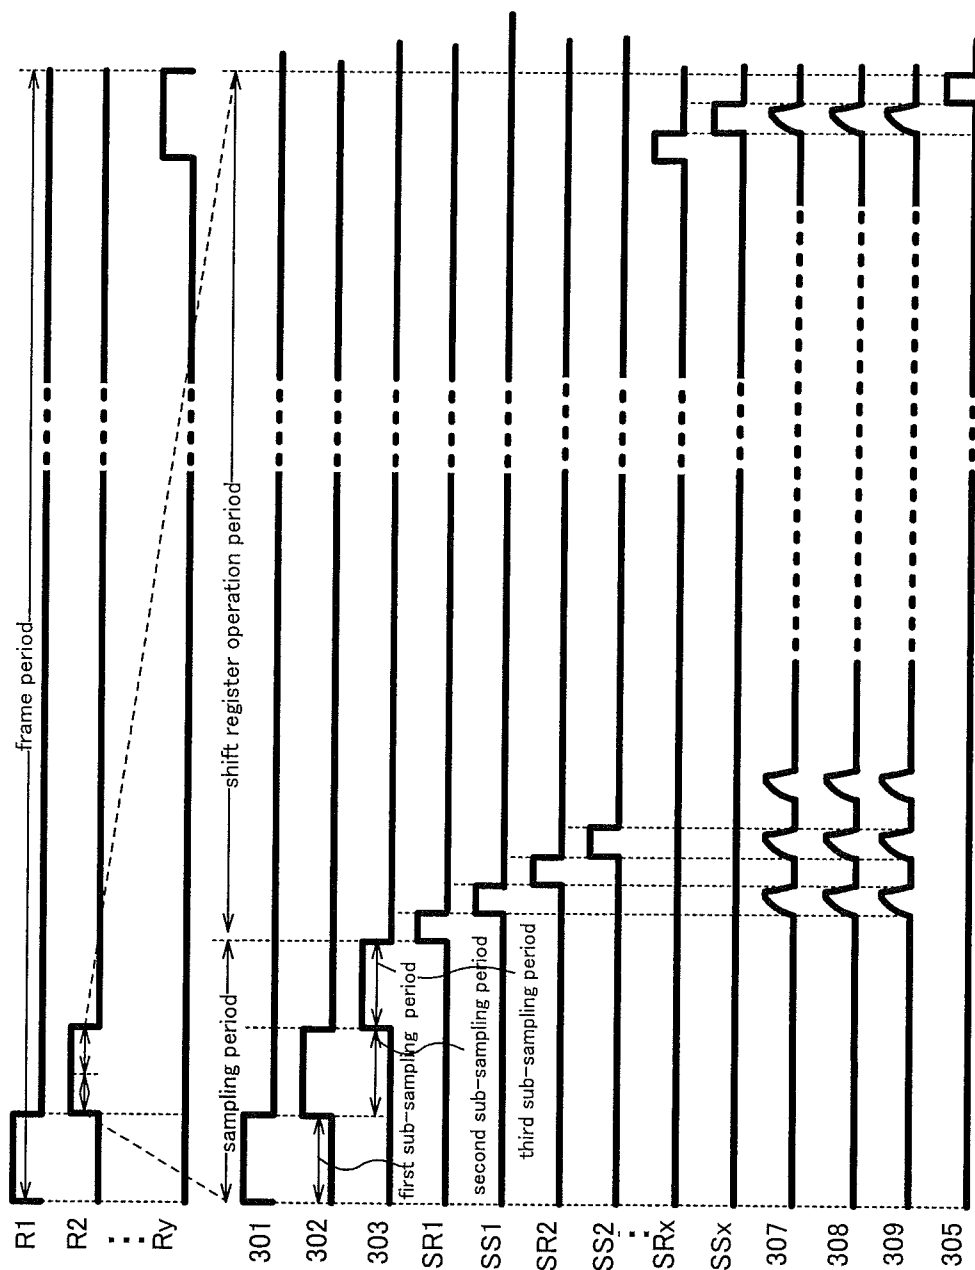 R1
R2
Ry
frame period
301
302
303
SR1
SS1
SR2
SS2
SRx
SSx
307
308
309
305
sampling period
shift register operation period
first sub-sampling period
second sub-sampling period
third sub-sampling period